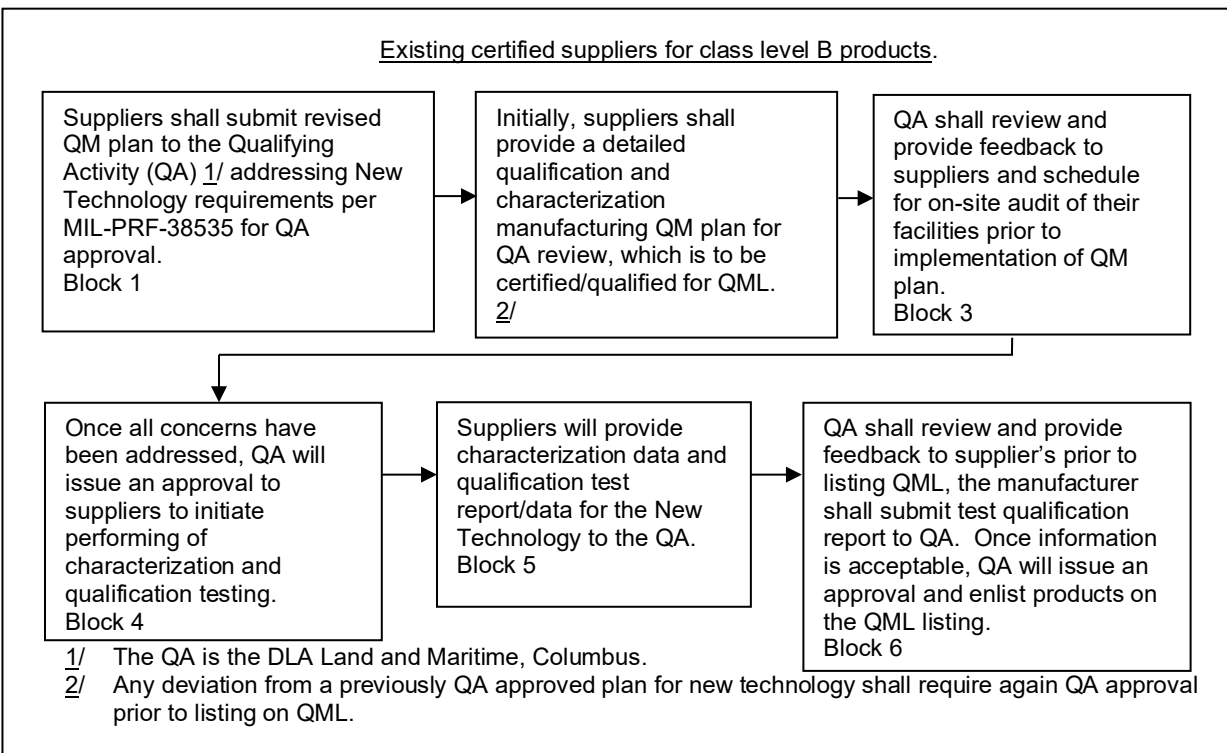 Existing certified suppliers for class level B products.
Suppliers shall submit revised
QM plan to the Qualifying
Activity (QA) 1/ addressing New
Technology requirements per
MIL-PRF-38535 for QA
approval.
Block 1
Initially, suppliers shall
provide a detailed
qualification and
characterization
manufacturing QM plan for
QA review, which is to be
certified/qualified for QML.
2/
QA shall review and
provide feedback to
suppliers and schedule
for on-site audit of their
facilities prior to
implementation of QM
plan.
Block 3
Once all concerns have
been addressed, QA will
issue an approval to
suppliers to initiate
performing of
characterization and
qualification testing.
Block 4
Suppliers will provide
characterization data and
qualification test
report/data for the New
Technology to the QA.
Block 5
QA shall review and provide
feedback to supplier’s prior to
listing QML, the manufacturer
shall submit test qualification
report to QA.  Once information
is acceptable, QA will issue an
approval and enlist products on
the QML listing.
Block 6
1/ The QA is the DLA Land and Maritime, Columbus.
2/ Any deviation from a previously QA approved plan for new technology shall require again QA approval
prior to listing on QML.